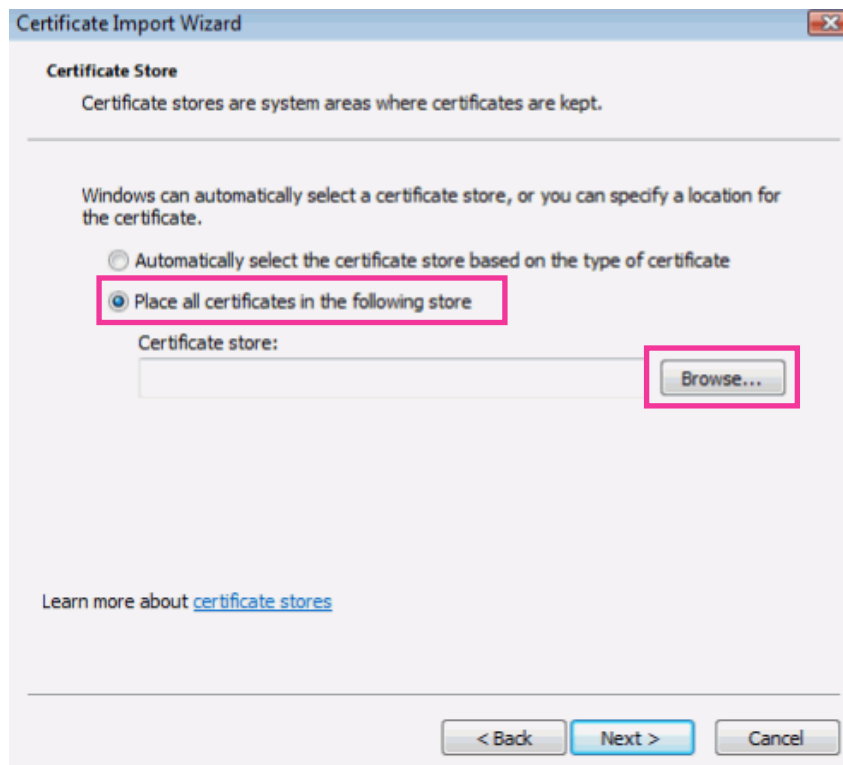 Certificate Import Wizard
Certificate Store
Certificate stores are system areas where certificates are kept.
Windows can automatically select a certificate store, or you can specify a location for
the certificate.
Automatically select the certificate store based on the type of certificate
Place all certificates in the following store
Certificate store:
Browse...
Learn more about certificate stores
< Back Next > Cancel